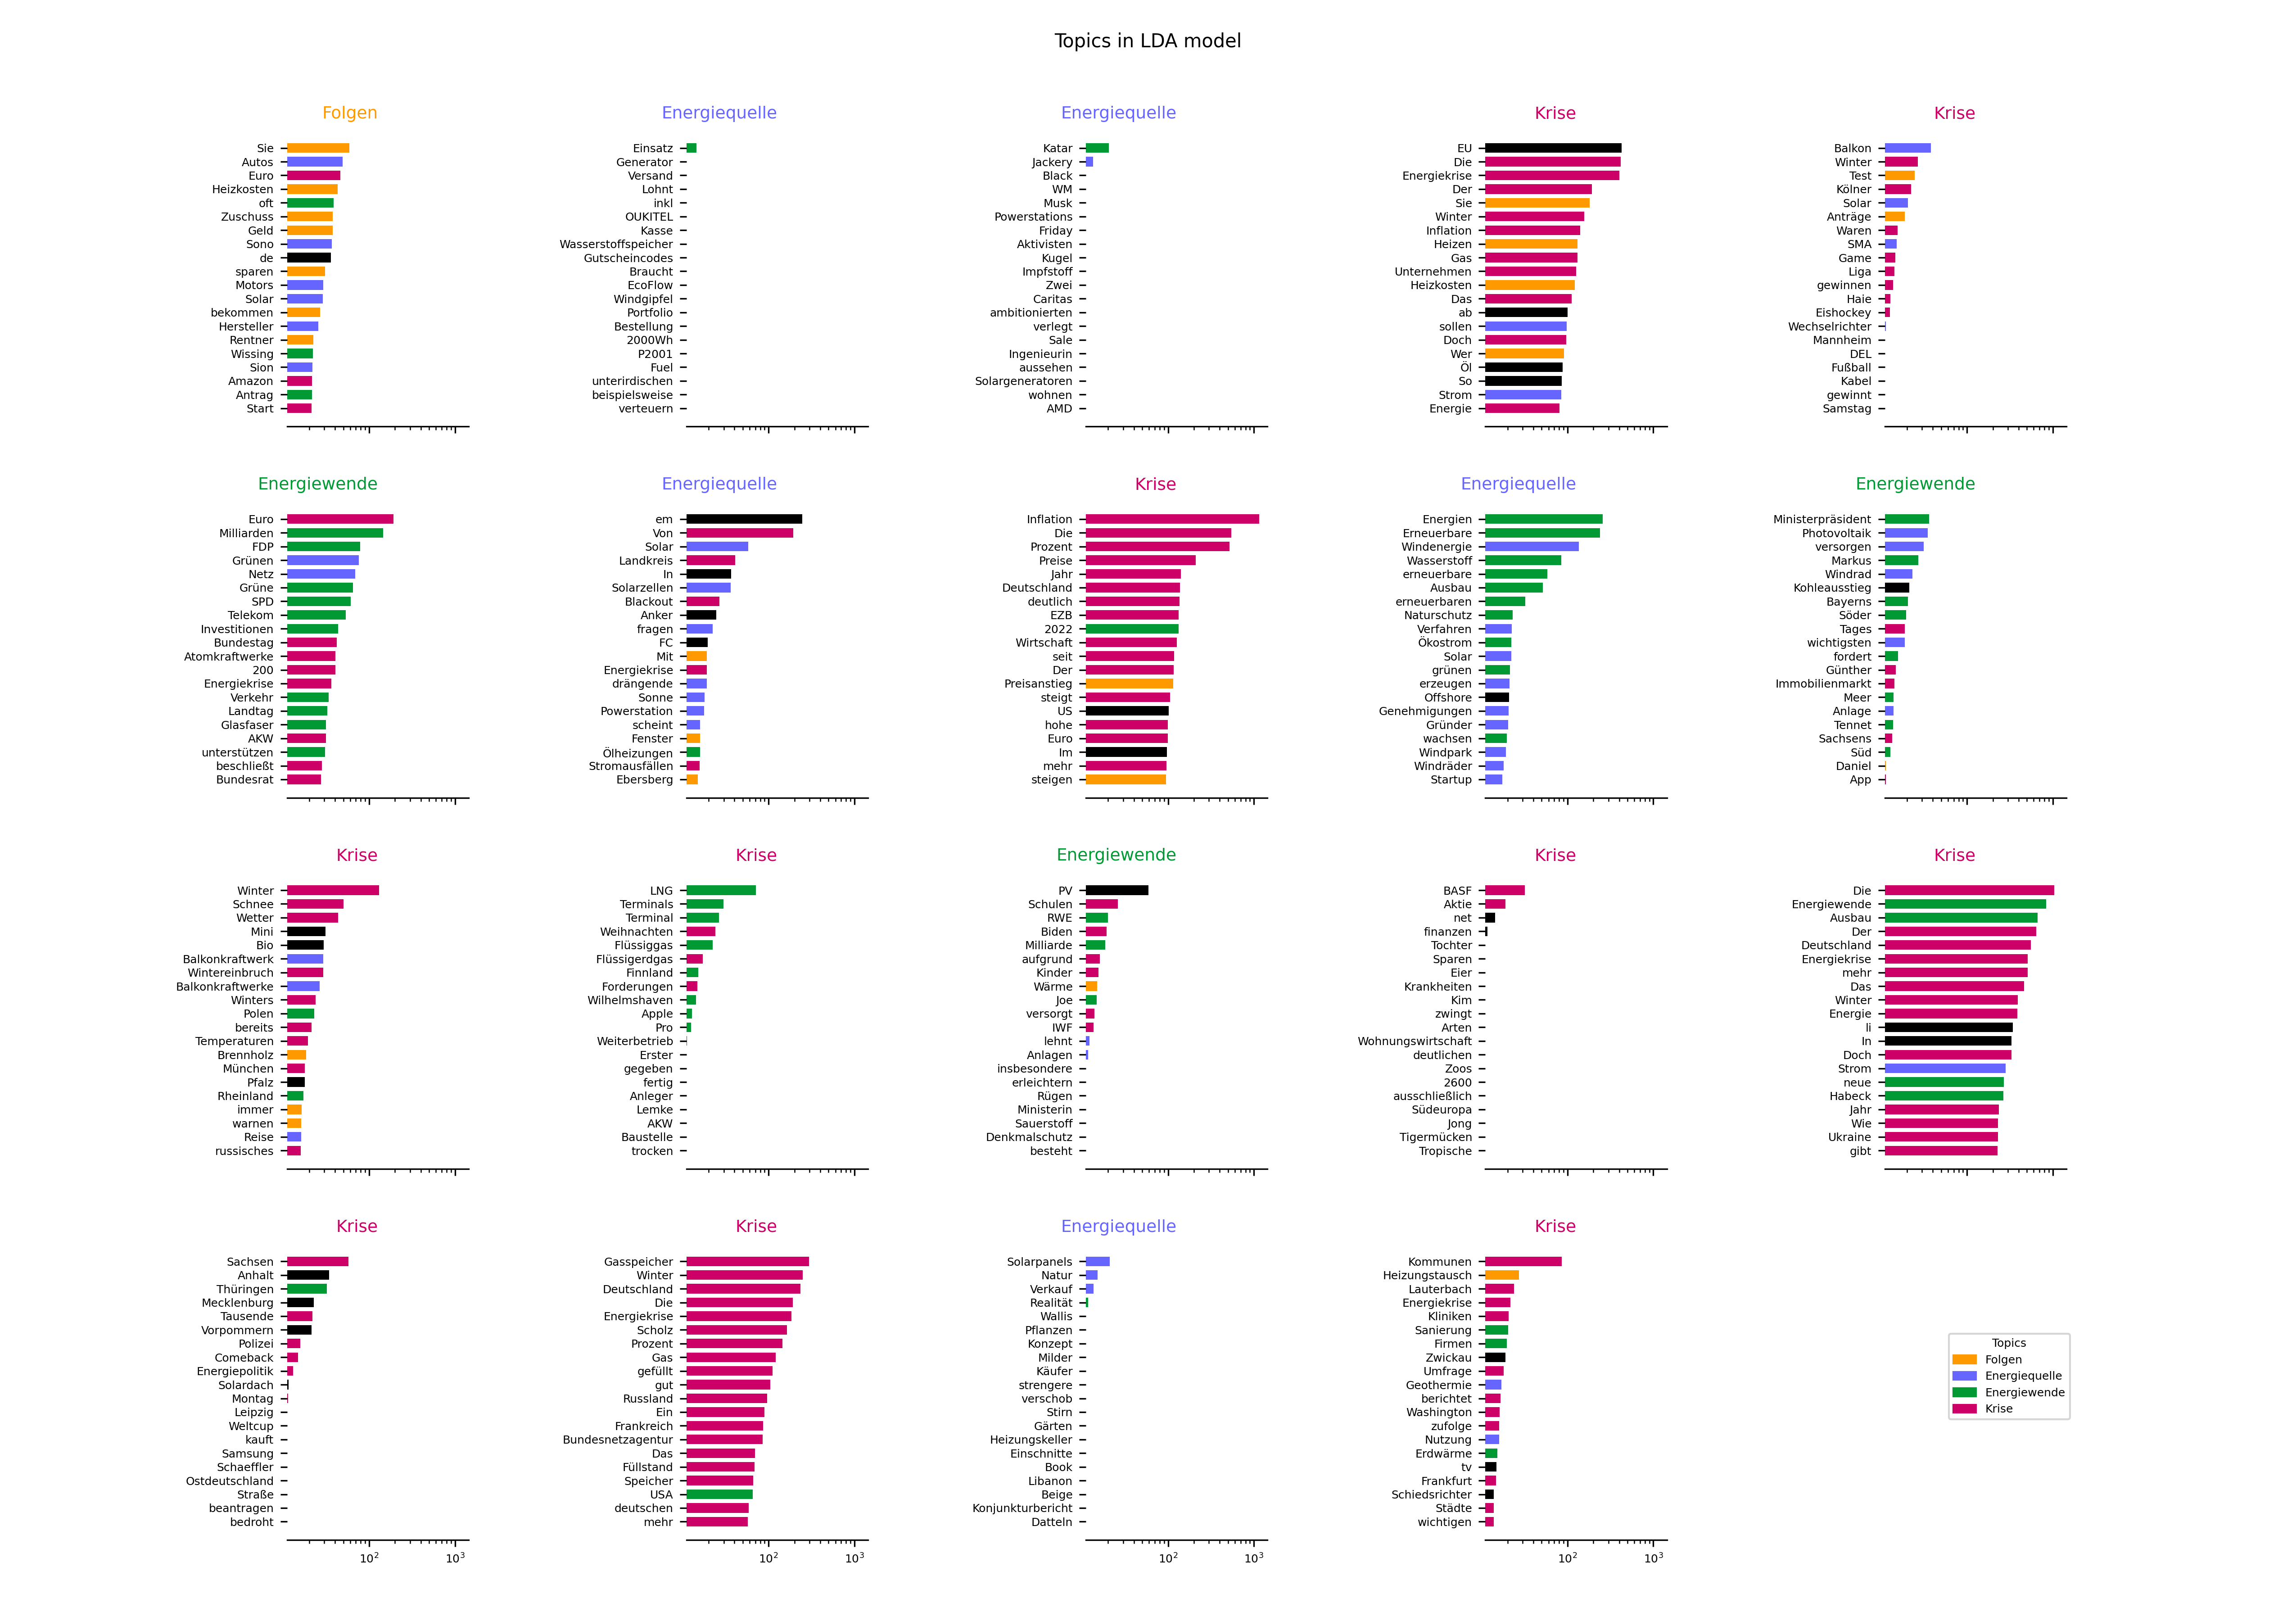 Topics in LDA model
Folgen
Sie
Autos
Euro
Heizkosten
oft
Zuschuss
Geld
Sono
de
sparen
Motors
Solar
bekommen
Hersteller
Rentner
Wissing
Sion
Amazon
Antrag
Start
Energiequelle
Einsatz
Generator
Versand
Lohnt
inkl
OUKITEL
Kasse
Wasserstoffspeicher
Gutscheincodes
Braucht
EcoFlow
Windgipfel
Portfolio
Bestellung
2000Wh
P2001
Fuel
unterirdischen
beispielsweise
verteuern
Energiequelle
Katar
Jackery
Black
WM
Musk
Powerstations
Friday
Aktivisten
Kugel
Impfstoff
Zwei
Caritas
ambitionierten
verlegt
Sale
Ingenieurin
aussehen
Solargeneratoren
wohnen
AMD
Krise
EU
Die
Energiekrise
Der
Sie
Winter
Inflation
Heizen
Gas
Unternehmen
Heizkosten
Das
ab
sollen
Doch
Wer
Öl
So
Strom
Energie
Krise
Balkon
Winter
Test
Kölner
Solar
Anträge
Waren
SMA
Game
Liga
gewinnen
Haie
Eishockey
Wechselrichter
Mannheim
DEL
Fußball
Kabel
gewinnt
Samstag
Energiewende
Euro
Milliarden
FDP
Grünen
Netz
Grüne
SPD
Telekom
Investitionen
Bundestag
Atomkraftwerke
200
Energiekrise
Verkehr
Landtag
Glasfaser
AKW
unterstützen
beschließt
Bundesrat
Energiequelle
em
Von
Solar
Landkreis
In
Solarzellen
Blackout
Anker
fragen
FC
Mit
Energiekrise
drängende
Sonne
Powerstation
scheint
Fenster
Ölheizungen
Stromausfällen
Ebersberg
Krise
Inflation
Die
Prozent
Preise
Jahr
Deutschland
deutlich
EZB
2022
Wirtschaft
seit
Der
Preisanstieg
steigt
US
hohe
Euro
Im
mehr
steigen
Energiequelle
Energien
Erneuerbare
Windenergie
Wasserstoff
erneuerbare
Ausbau
erneuerbaren
Naturschutz
Verfahren
Ökostrom
Solar
grünen
erzeugen
Offshore
Genehmigungen
Gründer
wachsen
Windpark
Windräder
Startup
Energiewende
Ministerpräsident
Photovoltaik
versorgen
Markus
Windrad
Kohleausstieg
Bayerns
Söder
Tages
wichtigsten
fordert
Günther
Immobilienmarkt
Meer
Anlage
Tennet
Sachsens
Süd
Daniel
App
Krise
Winter
Schnee
Wetter
Mini
Bio
Balkonkraftwerk
Wintereinbruch
Balkonkraftwerke
Winters
Polen
bereits
Temperaturen
Brennholz
München
Pfalz
Rheinland
immer
warnen
Reise
russisches
Krise
LNG
Terminals
Terminal
Weihnachten
Flüssiggas
Flüssigerdgas
Finnland
Forderungen
Wilhelmshaven
Apple
Pro
Weiterbetrieb
Erster
gegeben
fertig
Anleger
Lemke
AKW
Baustelle
trocken
Energiewende
PV
Schulen
RWE
Biden
Milliarde
aufgrund
Kinder
Wärme
Joe
versorgt
IWF
lehnt
Anlagen
insbesondere
erleichtern
Rügen
Ministerin
Sauerstoff
Denkmalschutz
besteht
Krise
BASF
Aktie
net
finanzen
Tochter
Sparen
Eier
Krankheiten
Kim
zwingt
Arten
Wohnungswirtschaft
deutlichen
Zoos
2600
ausschließlich
Südeuropa
Jong
Tigermücken
Tropische
Krise
Die
Energiewende
Ausbau
Der
Deutschland
Energiekrise
mehr
Das
Winter
Energie
li
In
Doch
Strom
neue
Habeck
Jahr
Wie
Ukraine
gibt
Krise
Sachsen
Anhalt
Thüringen
Mecklenburg
Tausende
Vorpommern
Polizei
Comeback
Energiepolitik
Solardach
Montag
Leipzig
Weltcup
kauft
Samsung
Schaeffler
Ostdeutschland
Straße
beantragen
bedroht
10² 10³
Krise
Gasspeicher
Winter
Deutschland
Die
Energiekrise
Scholz
Prozent
Gas
gefüllt
gut
Russland
Ein
Frankreich
Bundesnetzagentur
Das
Füllstand
Speicher
USA
deutschen
mehr
10² 10³
Energiequelle
Solarpanels
Natur
Verkauf
Realität
Wallis
Pflanzen
Konzept
Milder
Käufer
strengere
verschob
Stirn
Gärten
Heizungskeller
Einschnitte
Book
Libanon
Beige
Konjunkturbericht
Datteln
10² 10³
Krise
Kommunen
Heizungstausch
Lauterbach
Energiekrise
Kliniken
Sanierung
Firmen
Zwickau
Umfrage
Geothermie
berichtet
Washington
zufolge
Nutzung
Erdwärme
tv
Frankfurt
Schiedsrichter
Städte
wichtigen
10² 10³
Topics
Folgen
Energiequelle
Energiewende
Krise